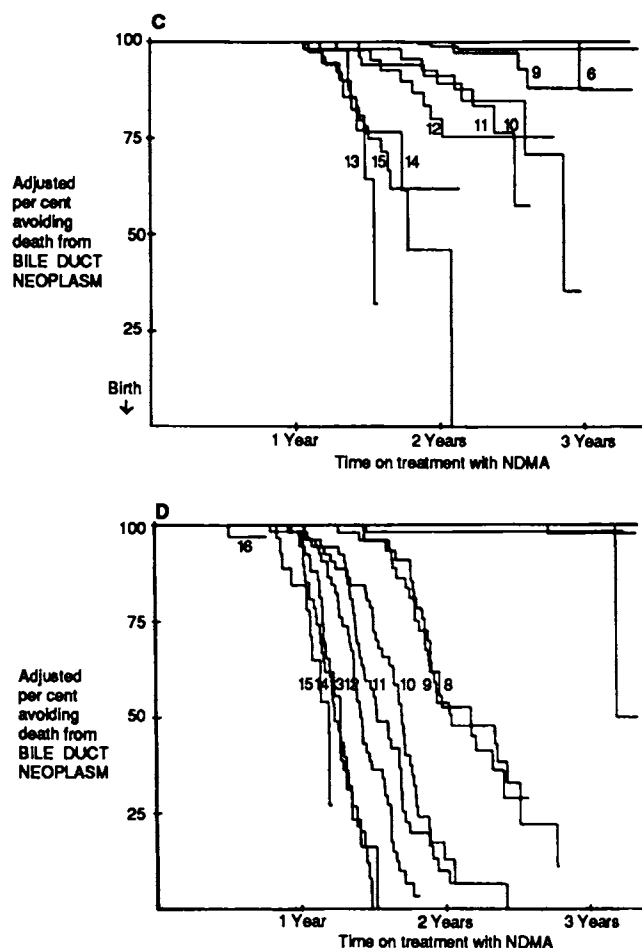 C
100
75
50
25
Adjusted
per cent
avoiding
death from
BILE DUCT
NEOPLASM
Birth
↓
9
6
12
11
10
13
15
14
1 Year
2 Years
3 Years
Time on treatment with NDMA
D
100
75
50
25
Adjusted
per cent
avoiding
death from
BILE DUCT
NEOPLASM
16
15 14 13 12 11 10 9 8
1 Year
2 Years
3 Years
Time on treatment with NDMA